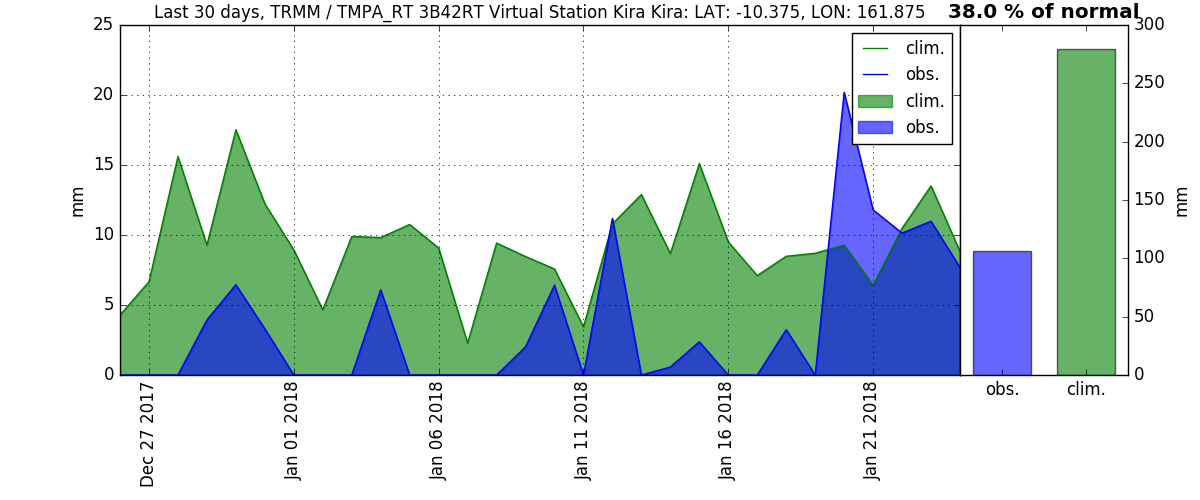 Last 30 days, TRMM / TMPA_RT 3B42RT Virtual Station Kira Kira: LAT: -10.375, LON: 161.875
38.0 % of normal
25
20
15
10
5
0
mm
clim.
obs.
clim.
obs.
300
250
200
150
100
50
0
mm
obs.
clim.
Dec 27 2017
Jan 01 2018
Jan 06 2018
Jan 11 2018
Jan 16 2018
Jan 21 2018